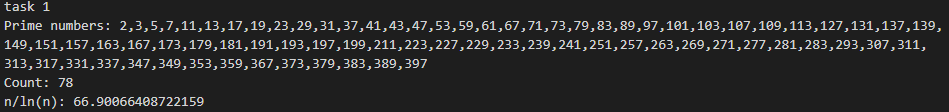 task 1
Prime numbers: 2,3,5,7,11,13,17,19,23,29,31,37,41,43,47,53,59,61,67,71,73,79,83,89,97,101,103,107,109,113,127,131,137,139,
149,151,157,163,167,173,179,181,191,193,197,199,211,223,227,229,233,239,241,251,257,263,269,271,277,281,283,293,307,311,
313,317,331,337,347,349,353,359,367,373,379,383,389,397
Count: 78
n/ln(n): 66.90066408722159